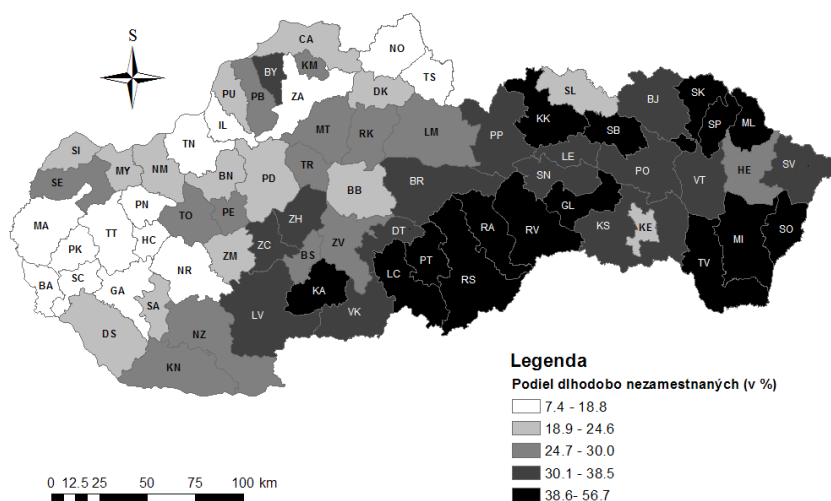 S
CA
NO
BY
KM
TS
PU
PB
ZA
DK
SL
IL
SK
BJ
KK
SP
ML
MT
RK
LM
PP
SB
TN
SI
LE
MY
NM
BN
TR
PO
HE
SV
SE
PD
BB
BR
SN
VT
PN
GL
MA
TO
PE
ZH
TT
HC
DT
RA
RV
KS
KE
SO
PK
ZC
ZV
ZM
BS
PT
MI
NR
LC
TV
BA
SC
GA
KA
RS
SA
LV
VK
DS
NZ
KN
Legenda
Podiel dlhodobo nezamestnaných (v %)
7.4 - 18.8
18.9 - 24.6
24.7 - 30.0
30.1 - 38.5
38.6- 56.7
0 12.5 25 50 75 100 km